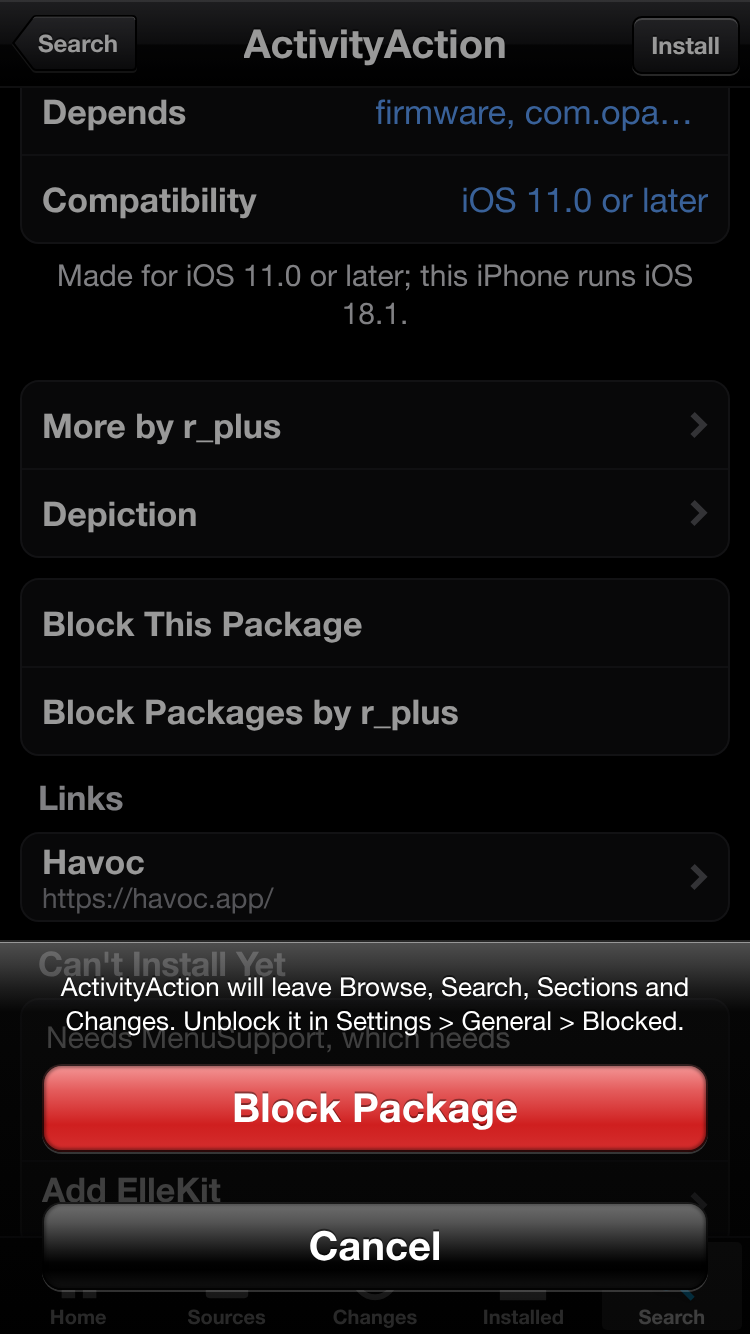 Search
ActivityAction
Install
Depends
firmware, com.opa…
Compatibility
iOS 11.0 or later
Made for iOS 11.0 or later; this iPhone runs iOS
18.1.
More by r_plus
Depiction
Block This Package
Block Packages by r_plus
Links
Havoc
https://havoc.app/
Can't Install Yet
ActivityAction will leave Browse, Search, Sections and
Changes. Unblock it in Settings > General > Blocked.
Needs MenuSupport, which needs
Block Package
Add ElleKit
Cancel
Home
Sources
Changes
Installed
Search